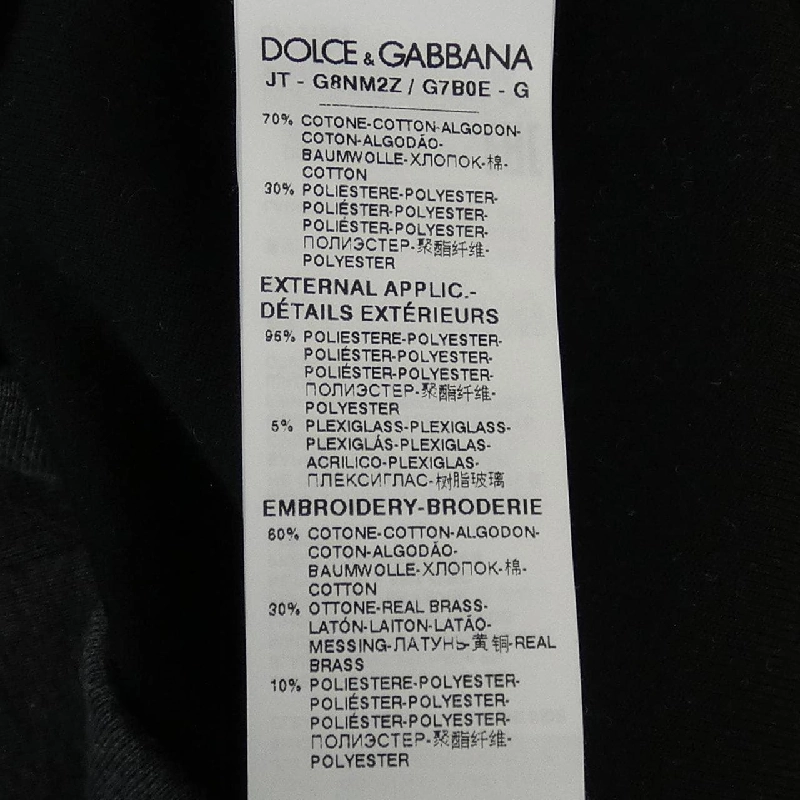 DOLCE & GABBANA
JT - G8NM2Z / G7B0E - G
70% COTONE-COTTON-ALGODON-
COTON-ALGODÃO-
BAUMWOLLE-ХЛОПОК-棉-
COTTON
30% POLIESTERE-POLYESTER-
POLIÉSTER-POLYESTER-
POLIÉSTER-POLYESTER-
ПОЛИЭСТЕР-聚酯纤维-
POLYESTER
EXTERNAL APPLIC.-
DÉTAILS EXTÉRIEURS
95% POLIESTERE-POLYESTER-
POLIÉSTER-POLYESTER-
POLIÉSTER-POLYESTER-
ПОЛИЭСТЕР-聚酯纤维-
POLYESTER
5% PLEXIGLASS-PLEXIGLASS-
PLEXIGLÁS-PLEXIGLAS-
ACRILICO-PLEXIGLAS-
ПЛЕКСИГЛАС-树脂玻璃
EMBROIDERY-BRODERIE
60% COTONE-COTTON-ALGODON-
COTON-ALGODÃO-
BAUMWOLLE-ХЛОПОК-棉-
COTTON
30% OTTONE-REAL BRASS-
LATÓN-LAITON-LATÃO-
MESSING-ЛАТУНЬ-黄铜-REAL
BRASS
10% POLIESTERE-POLYESTER-
POLIÉSTER-POLYESTER-
POLIÉSTER-POLYESTER-
ПОЛИЭСТЕР-聚酯纤维-
POLYESTER